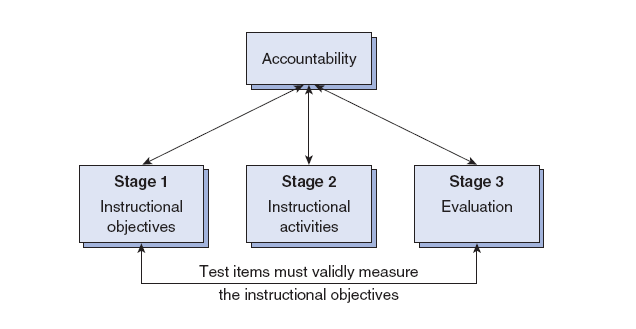 Accountability
Stage 1
Instructional
objectives
Stage 2
Instructional
activities
Stage 3
Evaluation
Test items must validly measure
the instructional objectives